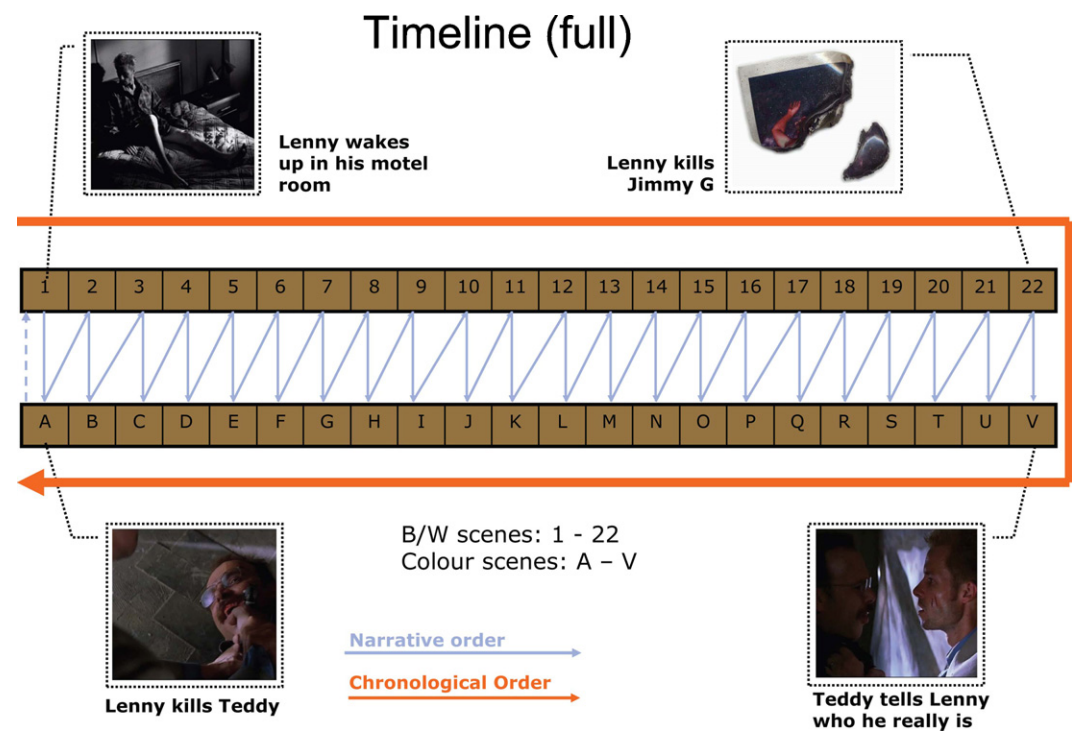 Timeline (full)
Lenny wakes
up in his motel
room
Lenny kills
Jimmy G
1 2 3 4 5 6 7 8 9 10 11 12 13 14 15 16 17 18 19 20 21 22
A B C D E F G H I J K L M N O P Q R S T U V
B/W scenes: 1 - 22
Colour scenes: A – V
Narrative order
Chronological Order
Lenny kills Teddy
Teddy tells Lenny
who he really is